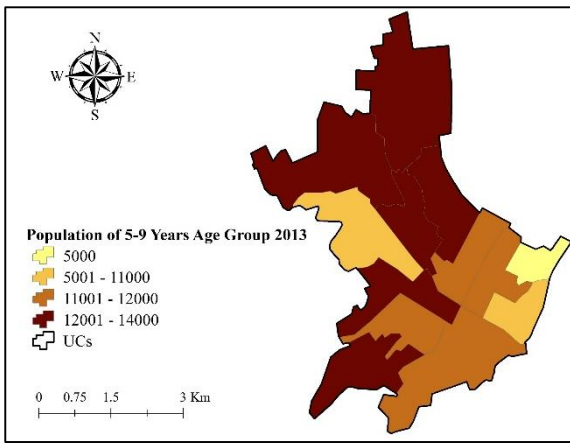 N
W E
S
Population of 5-9 Years Age Group 2013
5000
5001 - 11000
11001 - 12000
12001 - 14000
UCs
0 0.75 1.5 3 Km